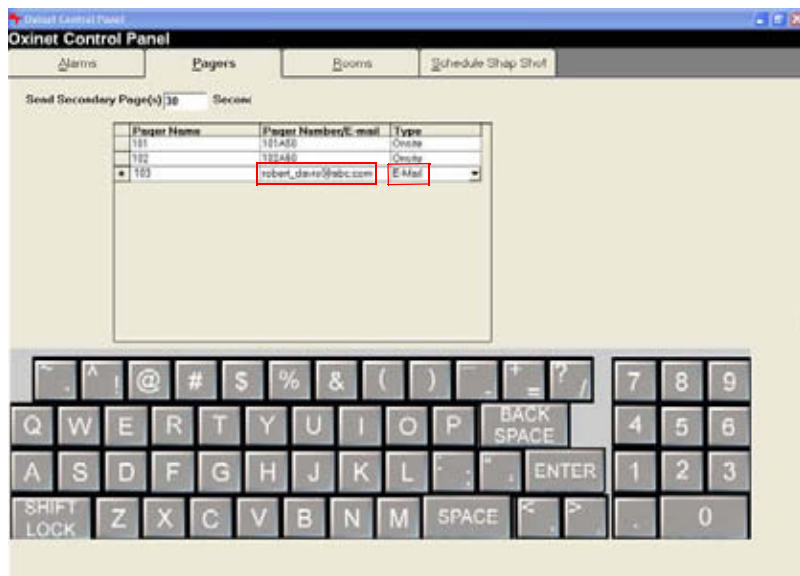 Oxinet Control Panel
Oxinet Control Panel
Alarms Pagers Rooms Schedule Shap Shot
Send Secondary Page(s) 30 Secon
Pager Name Pager Number/E-mail Type
101 101A60 Onsite
102 102A60 Onsite
103 robert_davis@abc.com E-Mail
~ . ^ ! @ # $ % & ( ) _ - + = ? / 7 8 9
Q W E R T Y U I O P BACK SPACE 4 5 6
A S D F G H J K L : ; " , ENTER 1 2 3
SHIFT LOCK Z X C V B N M SPACE < , > . . 0